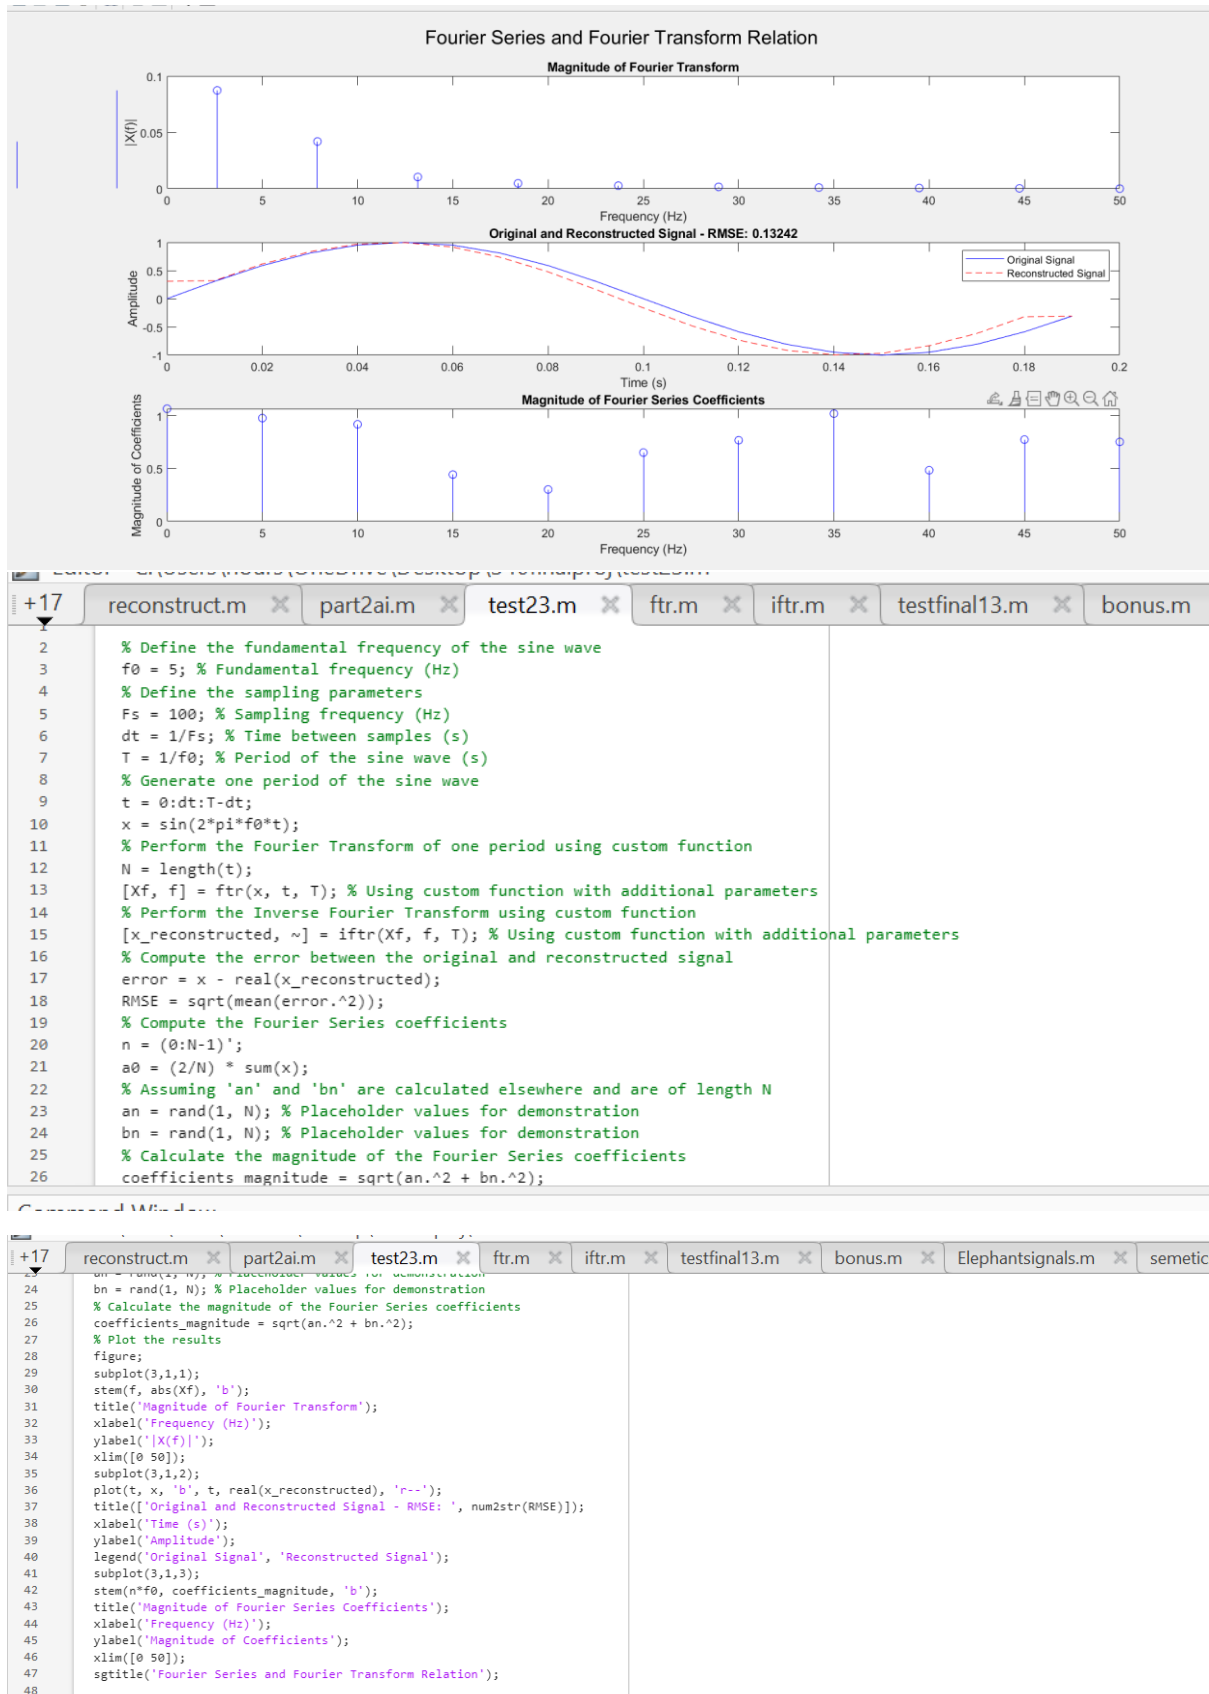 Fourier Series and Fourier Transform Relation
Magnitude of Fourier Transform
0.1
0.05
0
|X(f)|
0 5 10 15 20 25 30 35 40 45 50
Frequency (Hz)
Original and Reconstructed Signal - RMSE: 0.13242
1
0.5
0
-0.5
-1
Amplitude
Original Signal
Reconstructed Signal
0 0.02 0.04 0.06 0.08 0.1 0.12 0.14 0.16 0.18 0.2
Time (s)
Magnitude of Fourier Series Coefficients
1
0.5
0
Magnitude of Coefficients
0 5 10 15 20 25 30 35 40 45 50
Frequency (Hz)
+17 reconstruct.m part2ai.m test23.m ftr.m iftr.m testfinal13.m bonus.m
2 % Define the fundamental frequency of the sine wave
3 f0 = 5; % Fundamental frequency (Hz)
4 % Define the sampling parameters
5 Fs = 100; % Sampling frequency (Hz)
6 dt = 1/Fs; % Time between samples (s)
7 T = 1/f0; % Period of the sine wave (s)
8 % Generate one period of the sine wave
9 t = 0:dt:T-dt;
10 x = sin(2*pi*f0*t);
11 % Perform the Fourier Transform of one period using custom function
12 N = length(t);
13 [Xf, f] = ftr(x, t, T); % Using custom function with additional parameters
14 % Perform the Inverse Fourier Transform using custom function
15 [x_reconstructed, ~] = iftr(Xf, f, T); % Using custom function with additional parameters
16 % Compute the error between the original and reconstructed signal
17 error = x - real(x_reconstructed);
18 RMSE = sqrt(mean(error.^2));
19 % Compute the Fourier Series coefficients
20 n = (0:N-1)';
21 a0 = (2/N) * sum(x);
22 % Assuming 'an' and 'bn' are calculated elsewhere and are of length N
23 an = rand(1, N); % Placeholder values for demonstration
24 bn = rand(1, N); % Placeholder values for demonstration
25 % Calculate the magnitude of the Fourier Series coefficients
26 coefficients_magnitude = sqrt(an.^2 + bn.^2);
Command Window
+17 reconstruct.m part2ai.m test23.m ftr.m iftr.m testfinal13.m bonus.m Elephantsignals.m semetic
23 an = rand(1, N); % Placeholder values for demonstration
24 bn = rand(1, N); % Placeholder values for demonstration
25 % Calculate the magnitude of the Fourier Series coefficients
26 coefficients_magnitude = sqrt(an.^2 + bn.^2);
27 % Plot the results
28 figure;
29 subplot(3,1,1);
30 stem(f, abs(Xf), 'b');
31 title('Magnitude of Fourier Transform');
32 xlabel('Frequency (Hz)');
33 ylabel('|X(f)|');
34 xlim([0 50]);
35 subplot(3,1,2);
36 plot(t, x, 'b', t, real(x_reconstructed), 'r--');
37 title(['Original and Reconstructed Signal - RMSE: ', num2str(RMSE)]);
38 xlabel('Time (s)');
39 ylabel('Amplitude');
40 legend('Original Signal', 'Reconstructed Signal');
41 subplot(3,1,3);
42 stem(n*f0, coefficients_magnitude, 'b');
43 title('Magnitude of Fourier Series Coefficients');
44 xlabel('Frequency (Hz)');
45 ylabel('Magnitude of Coefficients');
46 xlim([0 50]);
47 sgtitle('Fourier Series and Fourier Transform Relation');
48